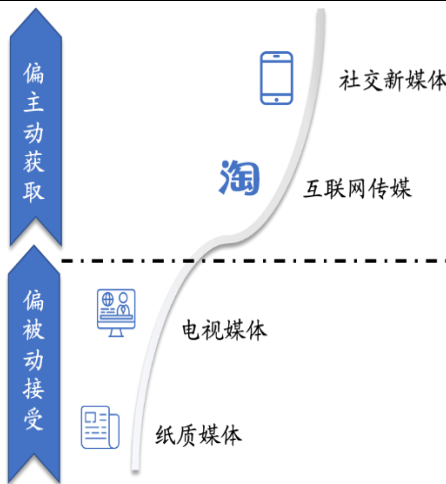 偏主动获取
社交新媒体
淘
互联网传媒
偏被动接受
电视媒体
纸质媒体